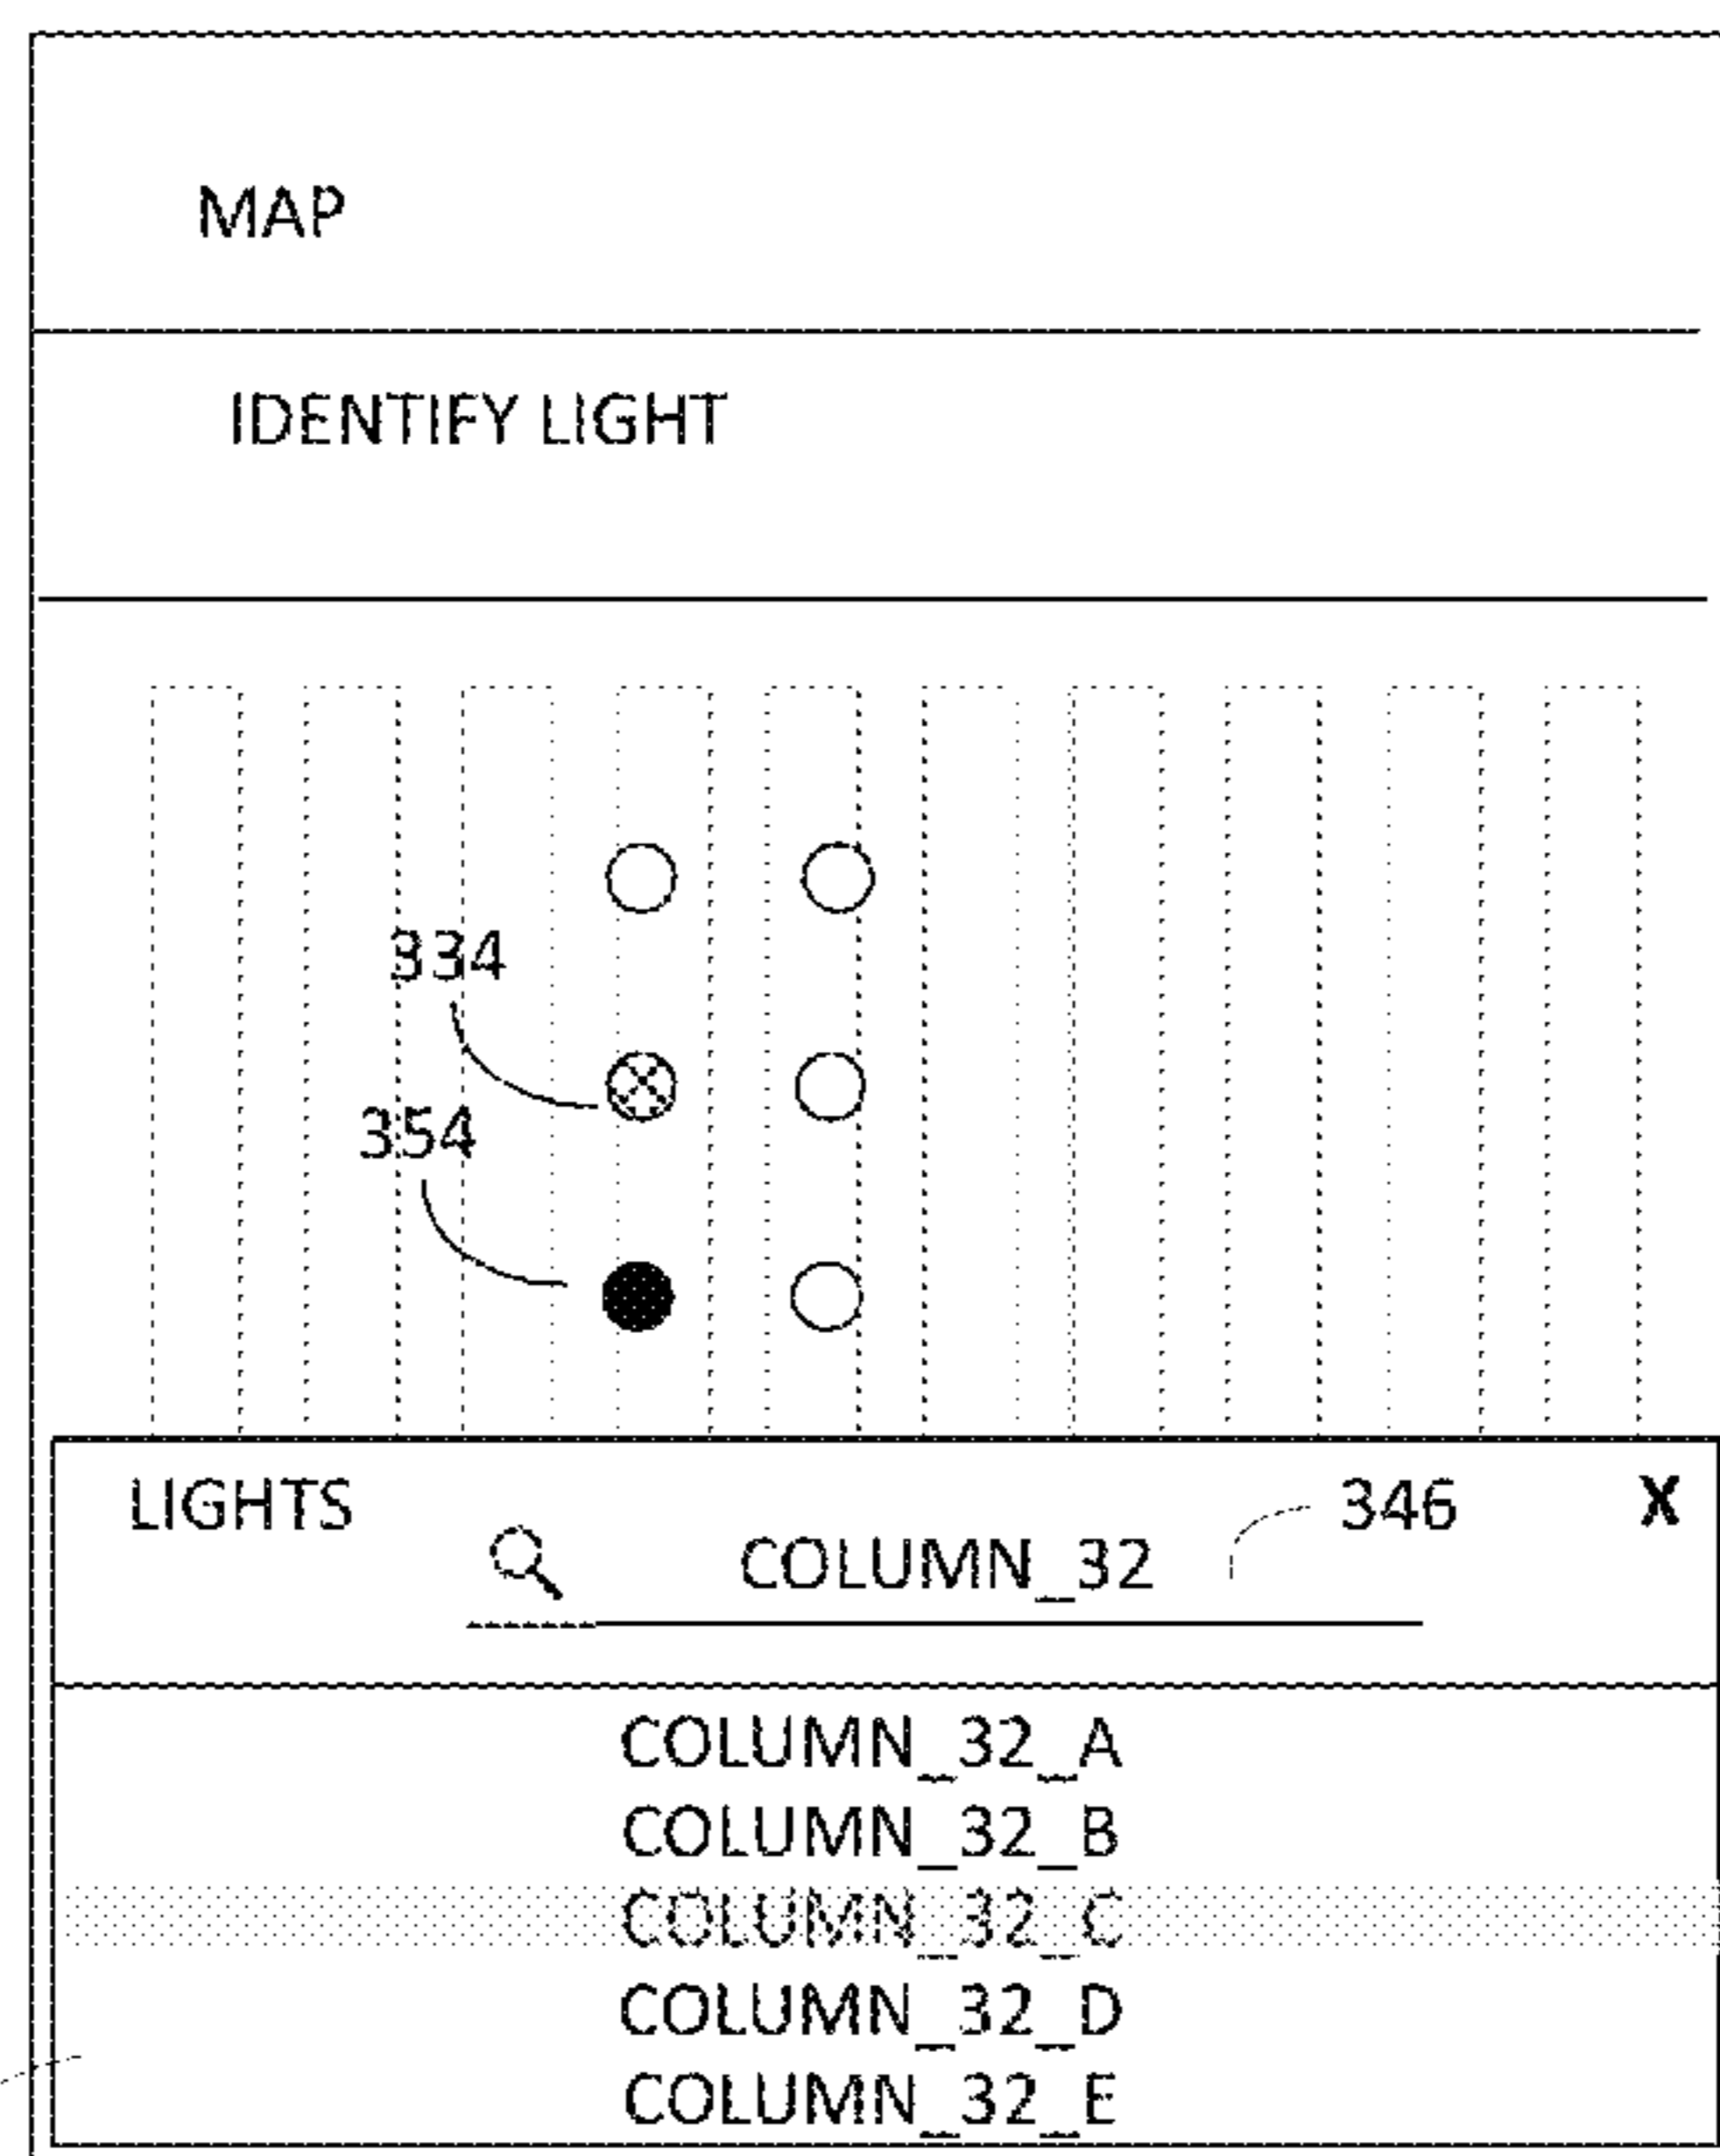 MAP
IDENTIFY LIGHT
334
354
LIGHTS
346
X
COLUMN_32
COLUMN_32_A
COLUMN_32_B
COLUMN_32_C
COLUMN_32_D
COLUMN_32_E